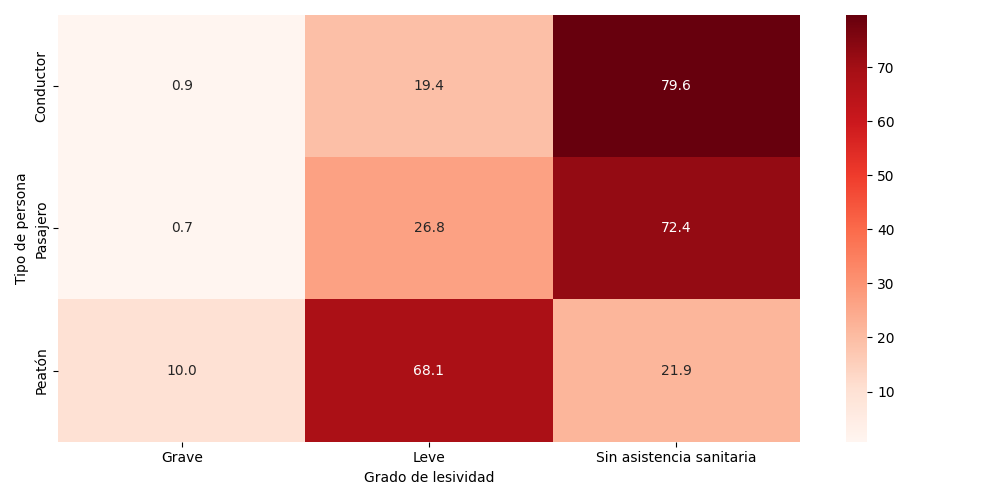 Tipo de persona
Conductor
Pasajero
Peatón
0.9 19.4 79.6
0.7 26.8 72.4
10.0 68.1 21.9
Grave Leve Sin asistencia sanitaria
Grado de lesividad
70
60
50
40
30
20
10